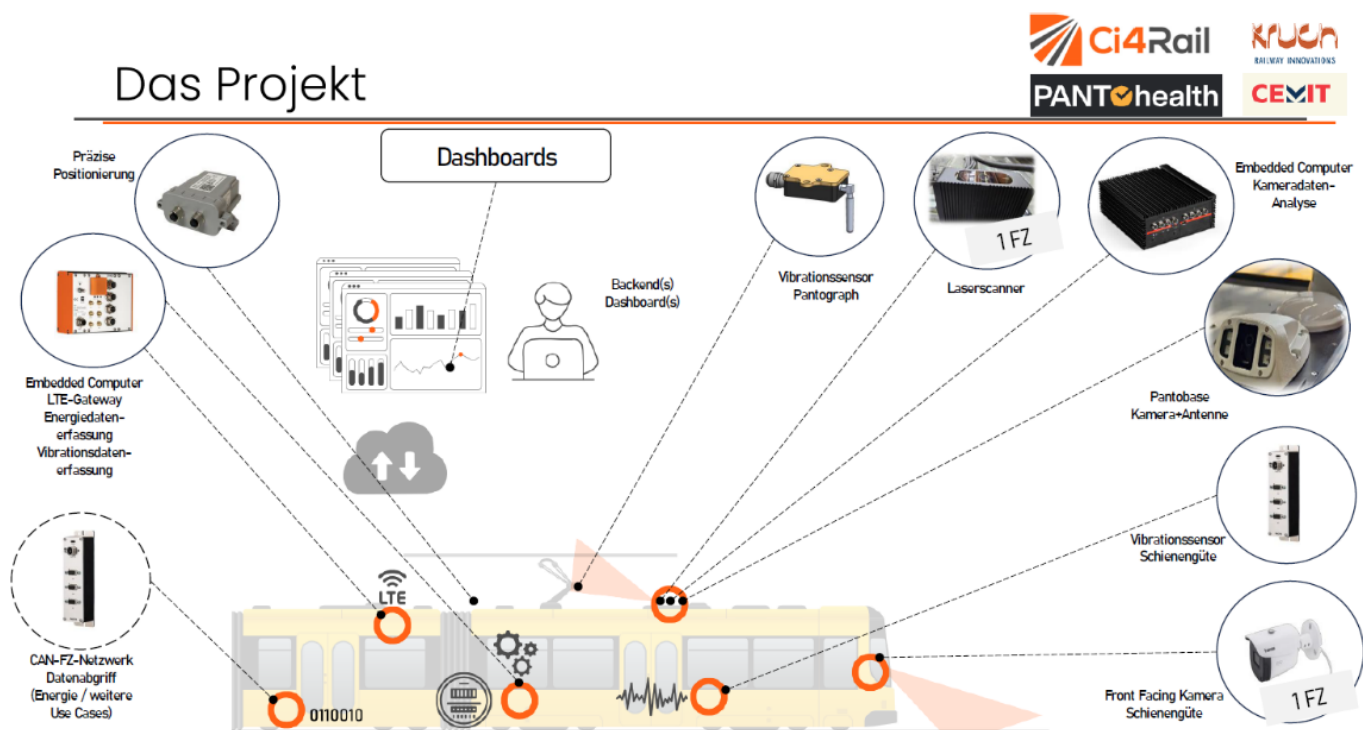 Das Projekt
Ci4Rail
Kruch
RAILWAY INNOVATIONS
PANTOhealth
CEMIT
Präzise
Positionierung
Dashboards
Embedded Computer
LTE-Gateway
Energiedaten-
erfassung
Vibrationsdaten-
erfassung
Backend(s)
Dashboard(s)
Vibrationssensor
Pantograph
1 FZ
Laserscanner
Embedded Computer
Kameradaten-
Analyse
Pantobase
Kamera+Antenne
Vibrationssensor
Schienengüte
CAN-FZ-Netzwerk
Datenabgriff
(Energie / weitere
Use Cases)
LTE
0110010
Front Facing Kamera
Schienengüte
1 FZ